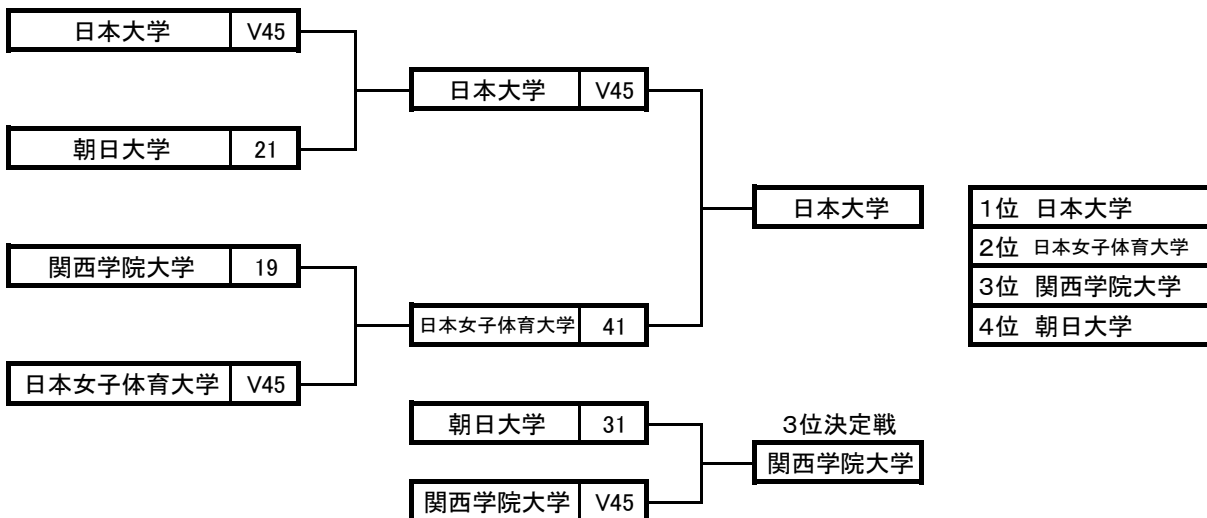 日本大学 V45
朝日大学 21
関西学院大学 19
日本女子体育大学 V45
日本大学 V45
日本女子体育大学 41
日本大学
朝日大学 31
関西学院大学 V45
3位決定戦
関西学院大学
1位 日本大学
2位 日本女子体育大学
3位 関西学院大学
4位 朝日大学